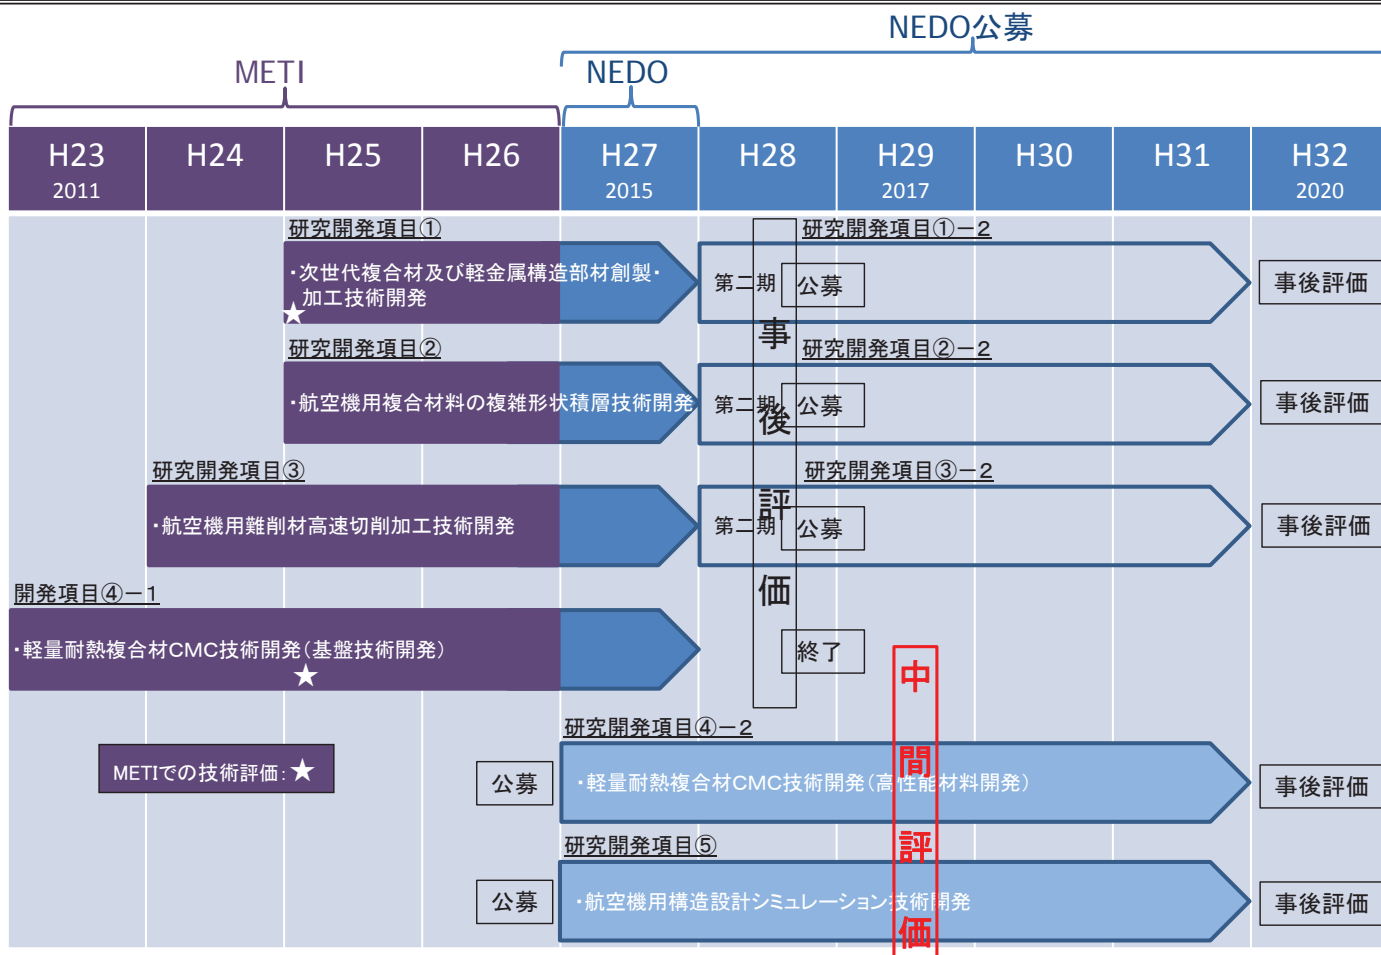 NEDO公募
METI
NEDO
H23
2011
H24
H25
H26
H27
2015
H28
H29
2017
H30
H31
H32
2020
研究開発項目①
・次世代複合材及び軽金属構造部材創製・
加工技術開発
★
研究開発項目①－2
第二期
公募
事後評価
研究開発項目②
・航空機用複合材料の複雑形状積層技術開発
研究開発項目②－2
第二期
公募
事後評価
研究開発項目③
・航空機用難削材高速切削加工技術開発
研究開発項目③－2
第二期
公募
事後評価
事後評価
開発項目④－1
・軽量耐熱複合材CMC技術開発(基盤技術開発)
★
終了
中間評価
METIでの技術評価:★
研究開発項目④－2
公募
・軽量耐熱複合材CMC技術開発(高性能材料開発)
事後評価
研究開発項目⑤
公募
・航空機用構造設計シミュレーション技術開発
事後評価